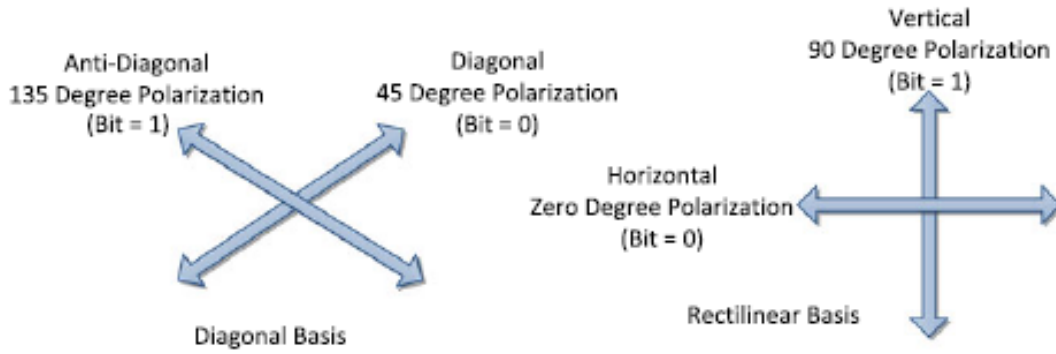 Anti-Diagonal
135 Degree Polarization
(Bit = 1)
Diagonal
45 Degree Polarization
(Bit = 0)
Diagonal Basis
Vertical
90 Degree Polarization
(Bit = 1)
Horizontal
Zero Degree Polarization
(Bit = 0)
Rectilinear Basis